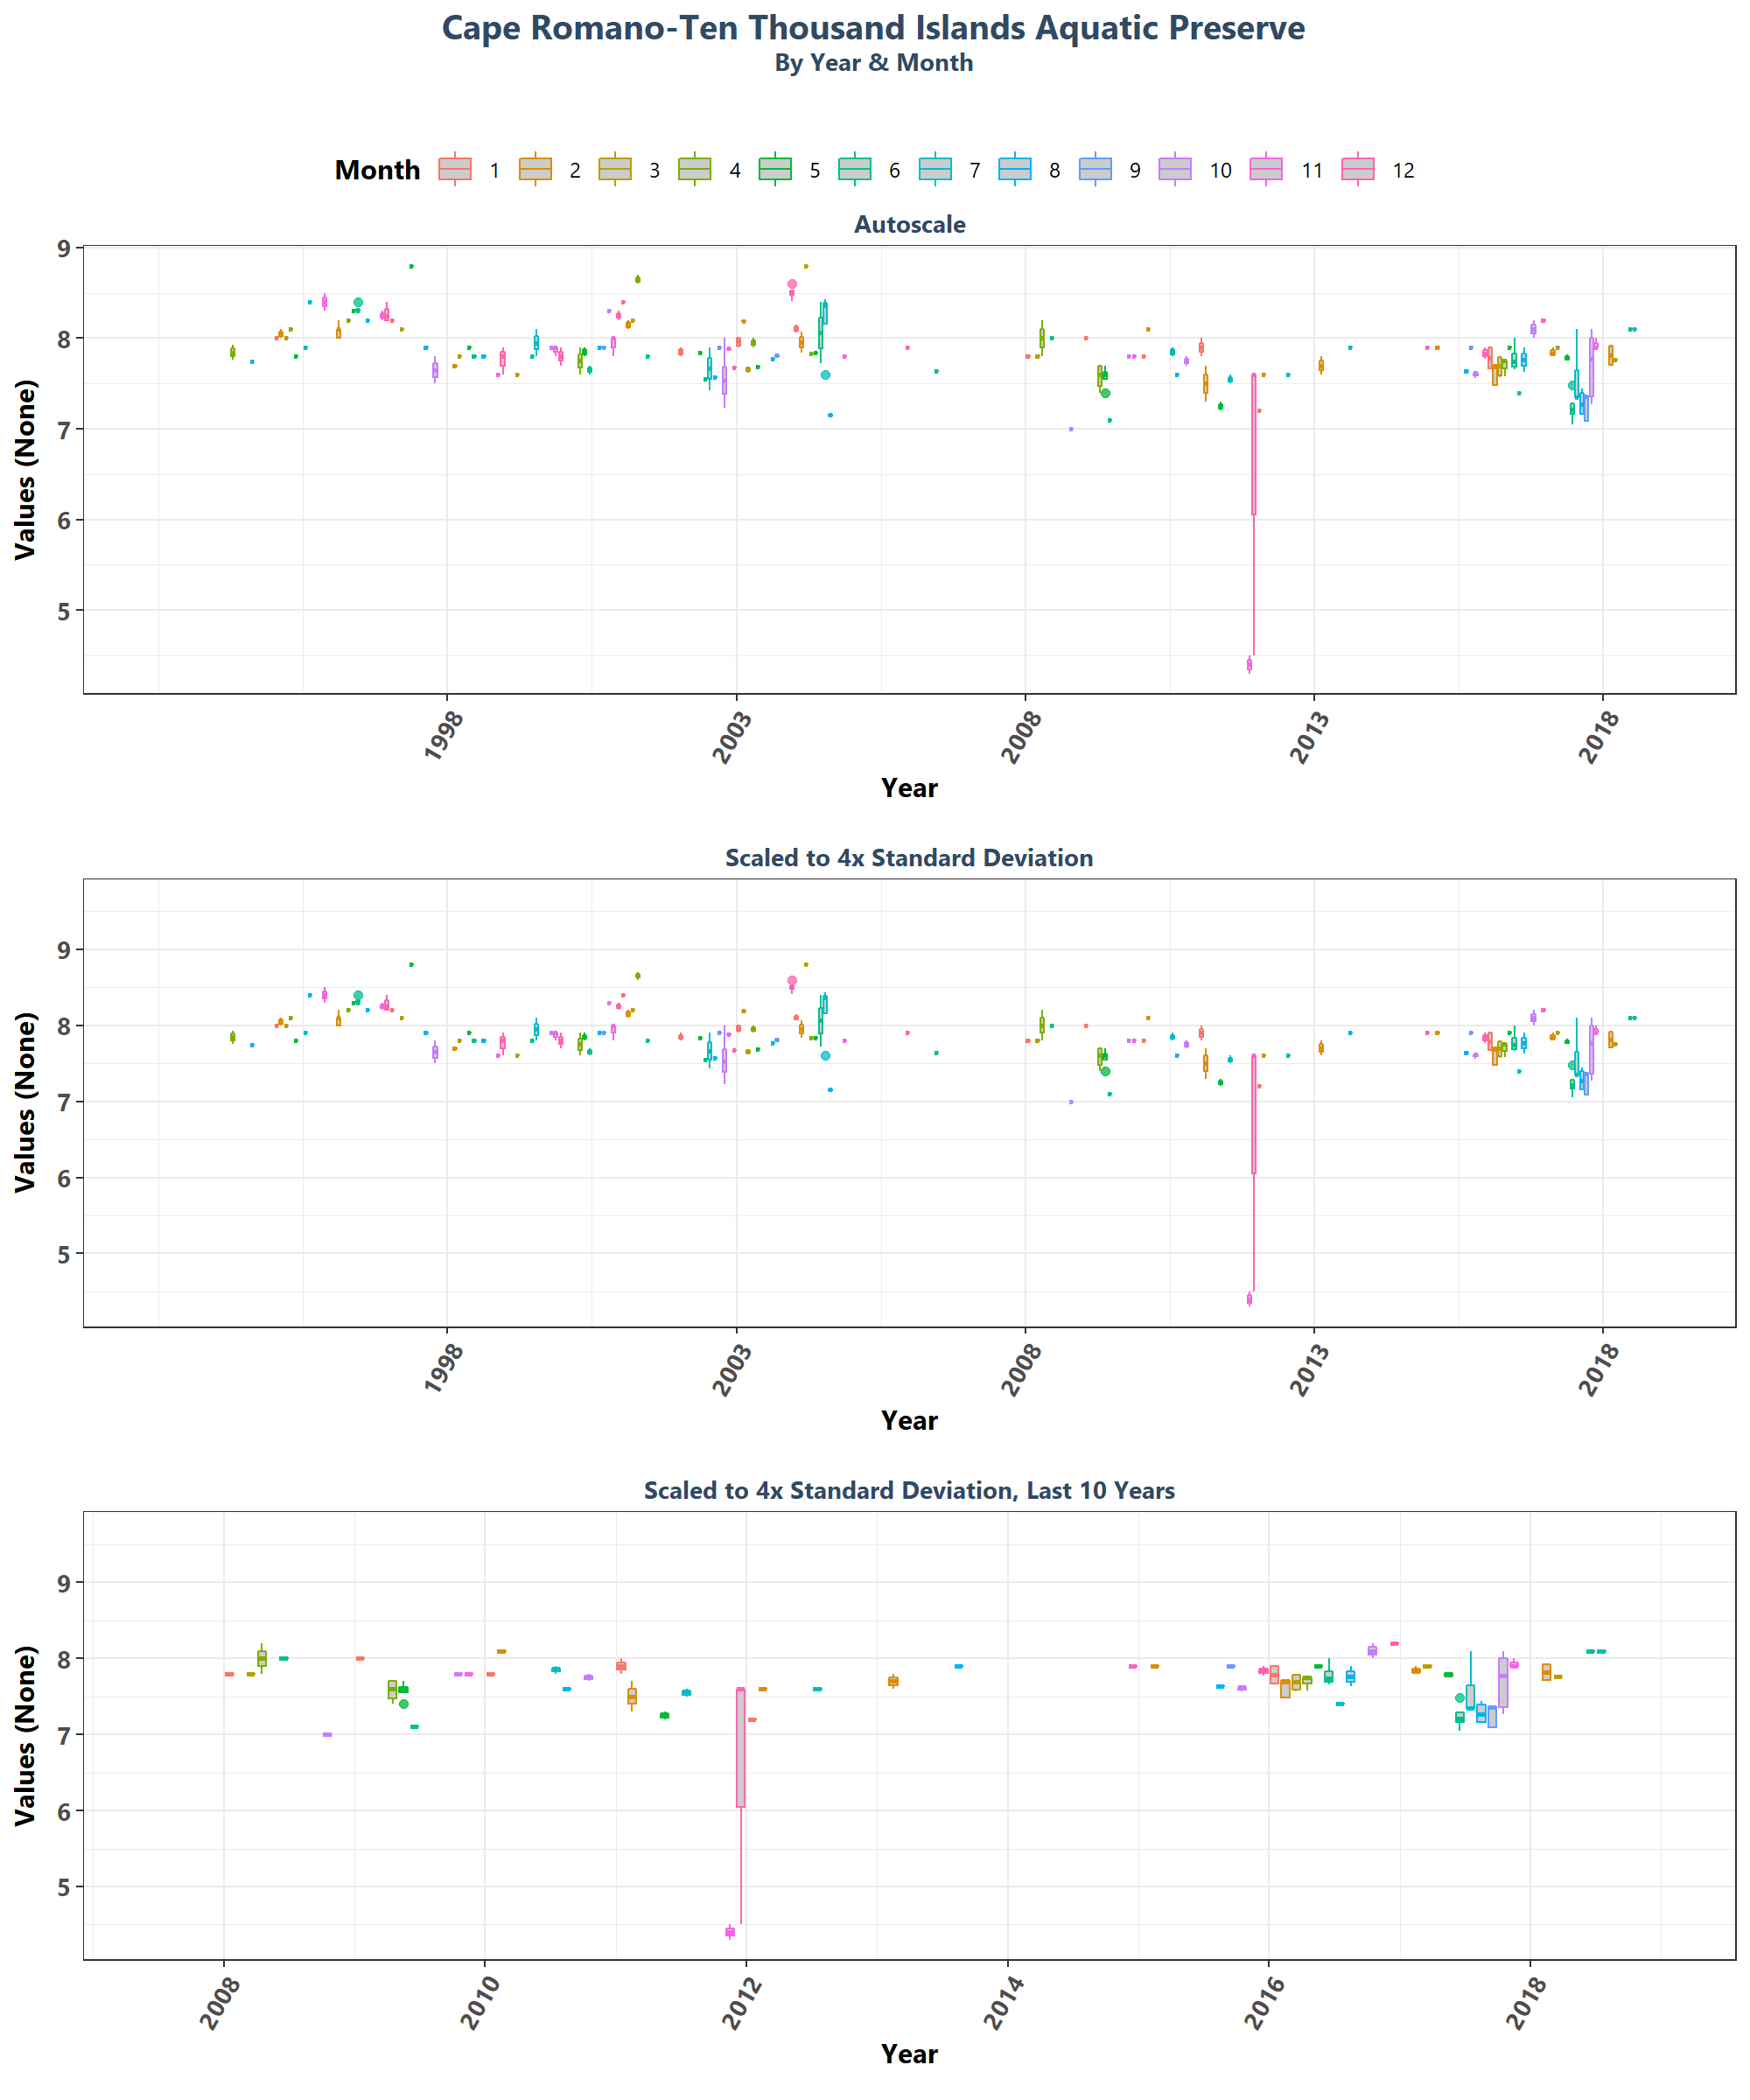 Cape Romano-Ten Thousand Islands Aquatic Preserve
By Year & Month
Month 1 2 3 4 5 6 7 8 9 10 11 12
Autoscale
Values (None)
9
8
7
6
5
1998 2003 2008 2013 2018
Year
Scaled to 4x Standard Deviation
Values (None)
9
8
7
6
5
1998 2003 2008 2013 2018
Year
Scaled to 4x Standard Deviation, Last 10 Years
Values (None)
9
8
7
6
5
2008 2010 2012 2014 2016 2018
Year